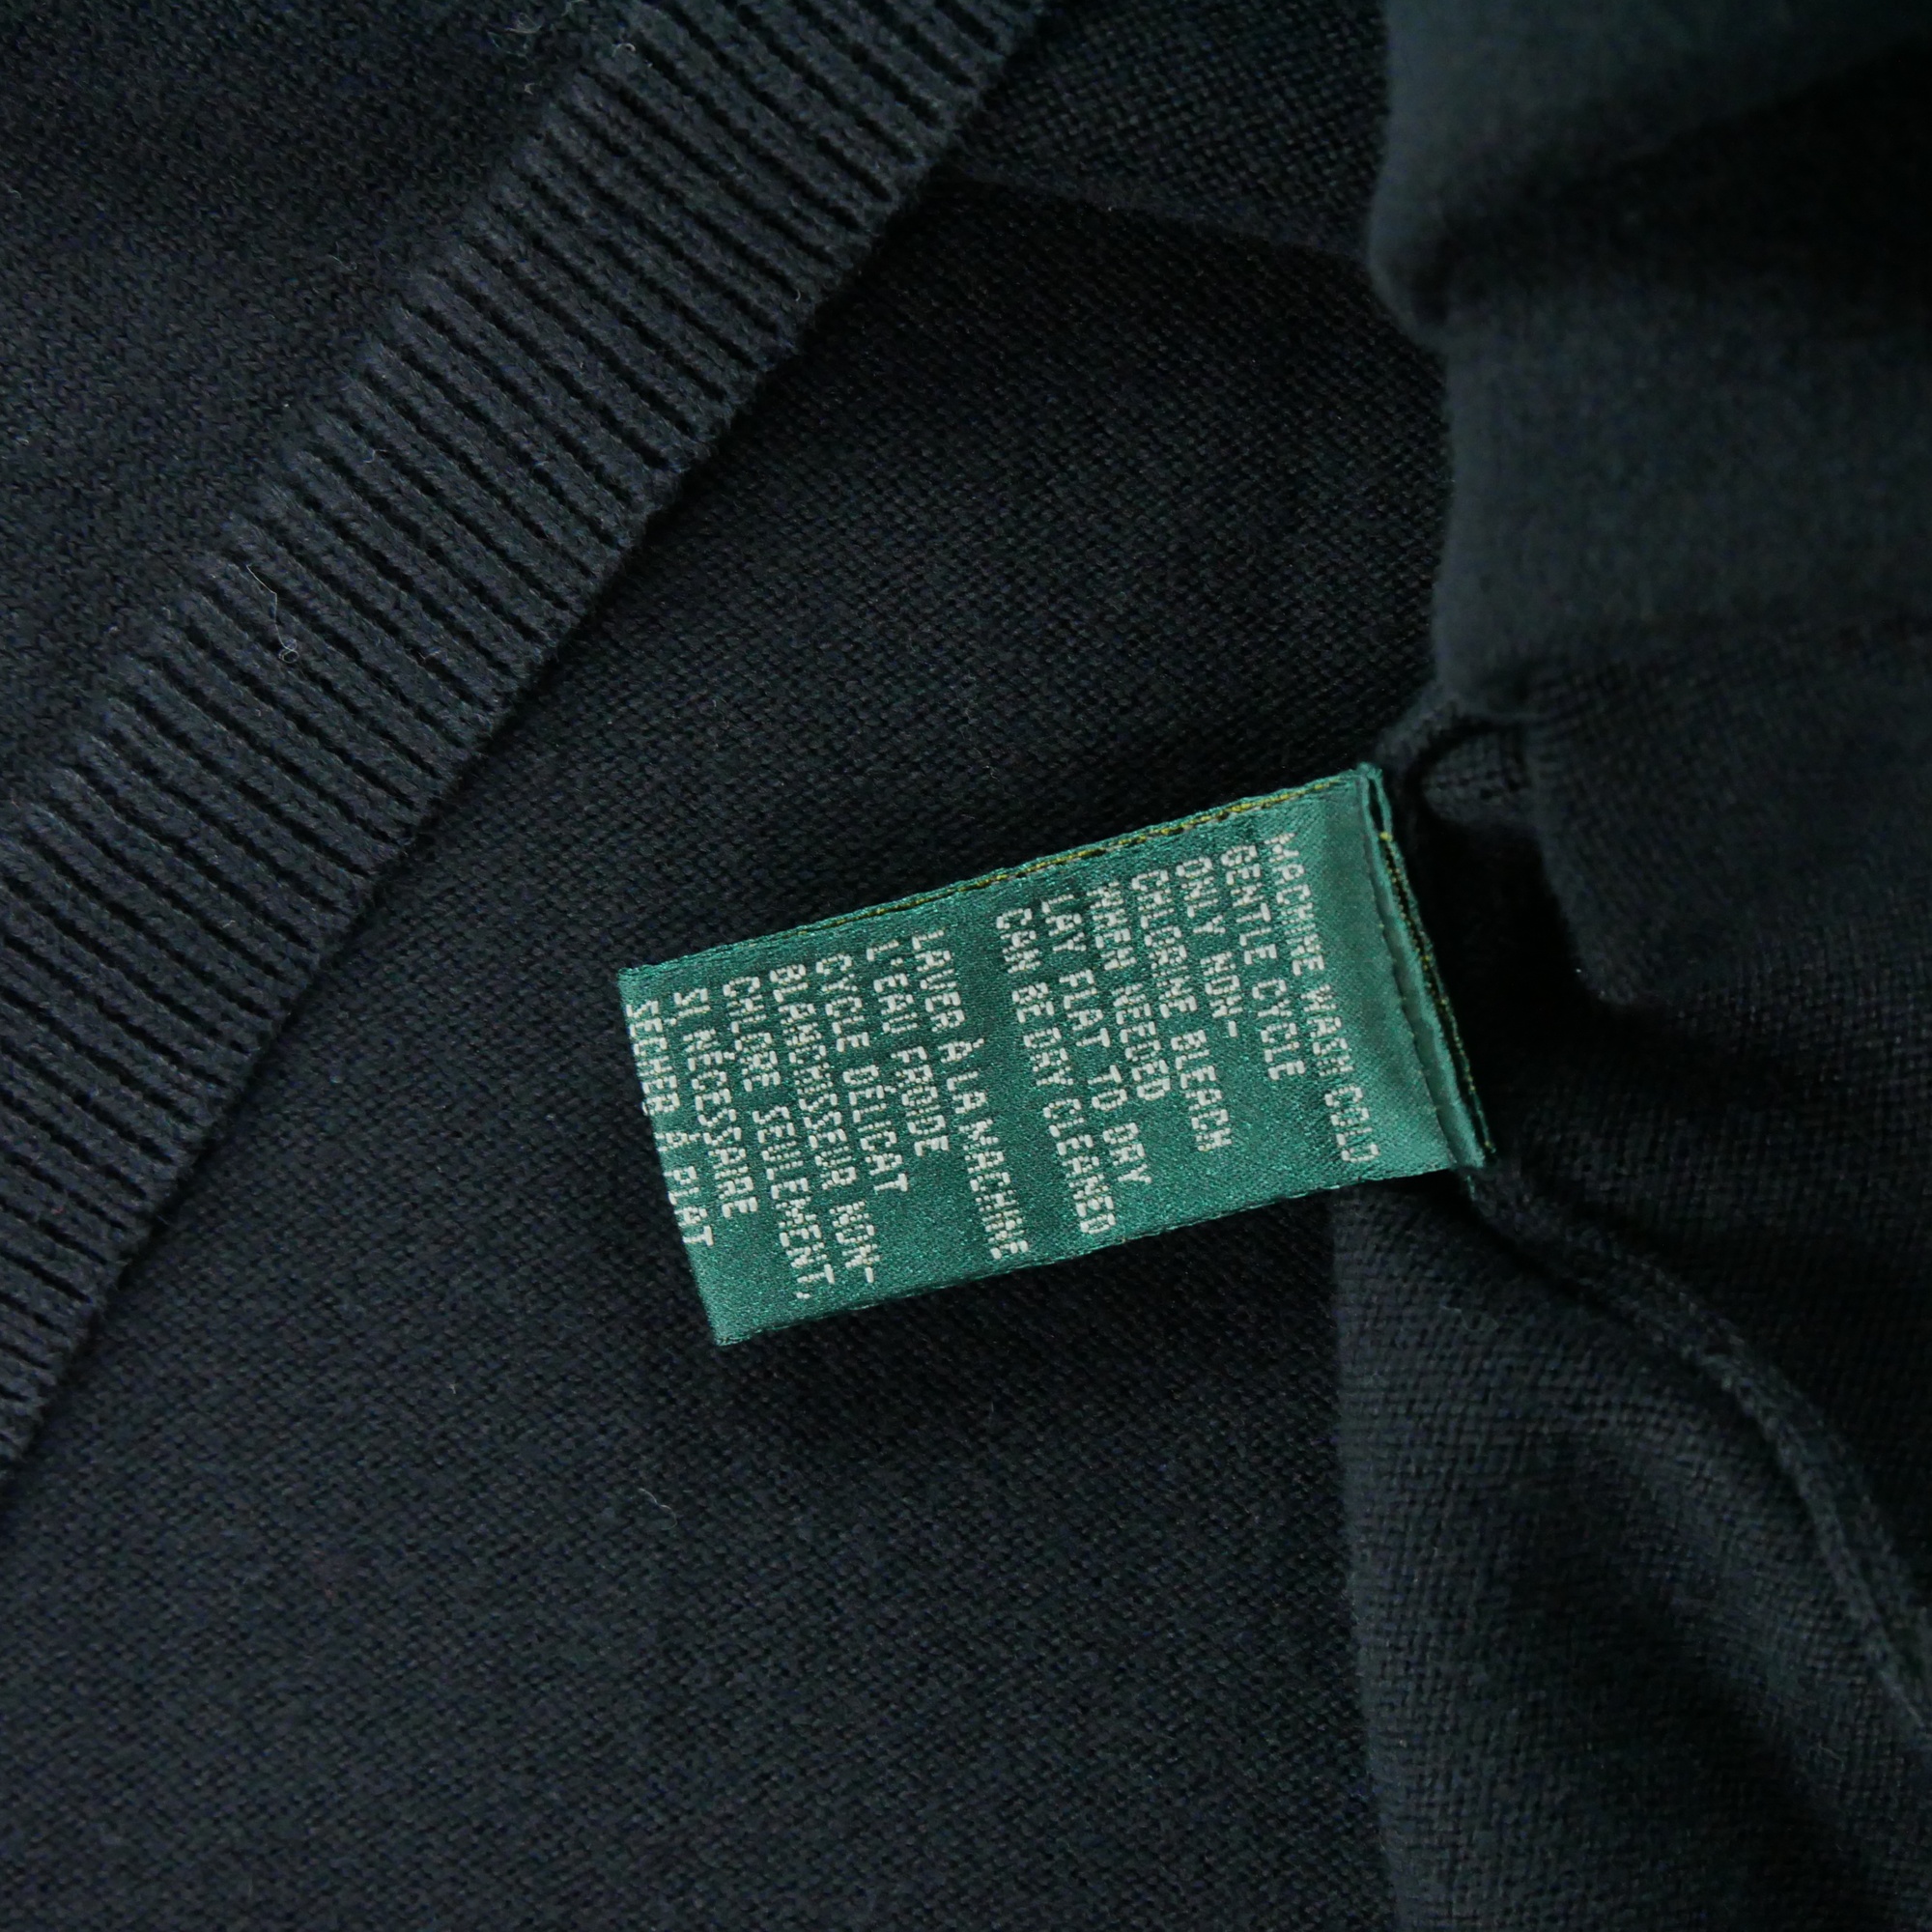 MACHINE WASH COLD
GENTLE CYCLE
ONLY NON-
CHLORINE BLEACH
WHEN NEEDED
LAY FLAT TO DRY
CAN BE DRY CLEANED
LAVER À LA MACHINE
L'EAU FROIDE
CYCLE DÉLICAT
BLANCHISSEUR NON-
CHLORE SEULEMENT,
SI NÉCESSAIRE
SÉCHER À PLAT